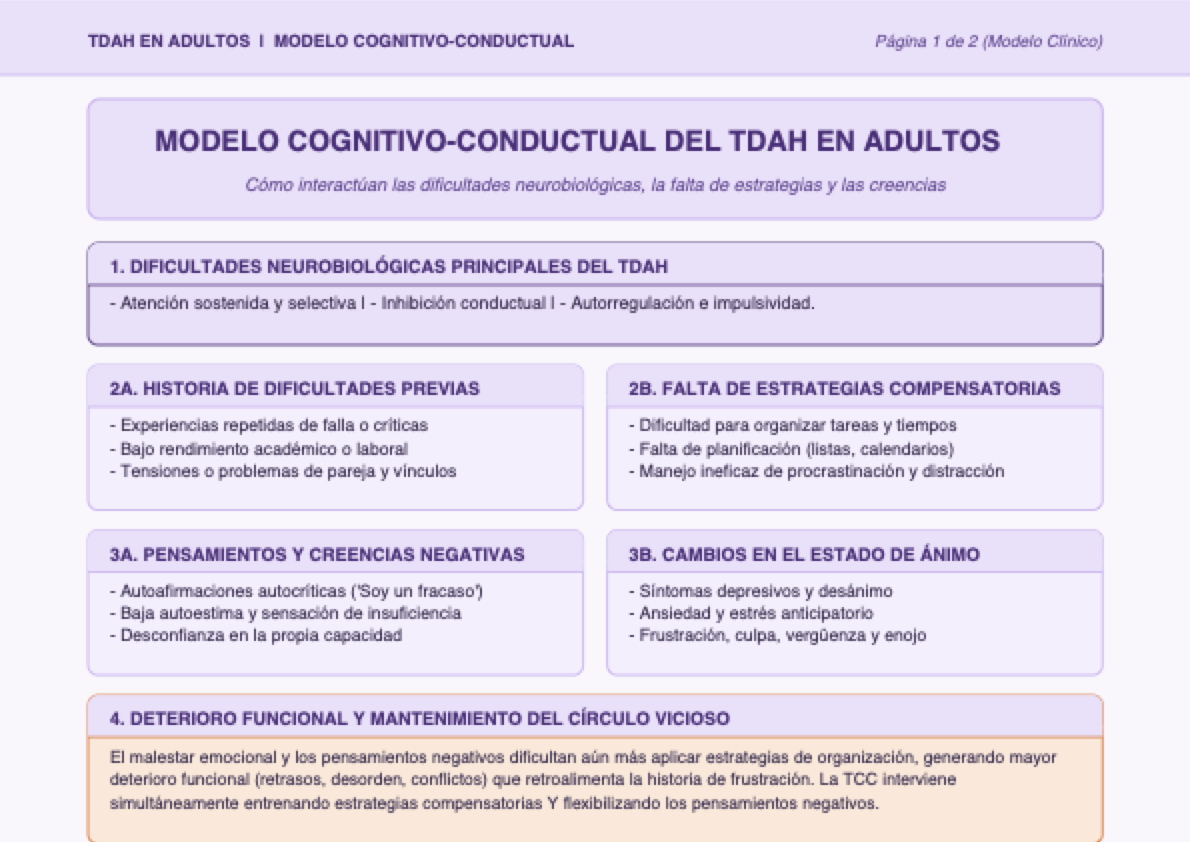 TDAH EN ADULTOS | MODELO COGNITIVO-CONDUCTUAL
Página 1 de 2 (Modelo Clínico)
MODELO COGNITIVO-CONDUCTUAL DEL TDAH EN ADULTOS
Cómo interactúan las dificultades neurobiológicas, la falta de estrategias y las creencias
1. DIFICULTADES NEUROBIOLÓGICAS PRINCIPALES DEL TDAH
- Atención sostenida y selectiva | - Inhibición conductual | - Autorregulación e impulsividad.
2A. HISTORIA DE DIFICULTADES PREVIAS
- Experiencias repetidas de falla o críticas
- Bajo rendimiento académico o laboral
- Tensiones o problemas de pareja y vínculos
2B. FALTA DE ESTRATEGIAS COMPENSATORIAS
- Dificultad para organizar tareas y tiempos
- Falta de planificación (listas, calendarios)
- Manejo ineficaz de procrastinación y distracción
3A. PENSAMIENTOS Y CREENCIAS NEGATIVAS
- Autoafirmaciones autocríticas ('Soy un fracaso')
- Baja autoestima y sensación de insuficiencia
- Desconfianza en la propia capacidad
3B. CAMBIOS EN EL ESTADO DE ÁNIMO
- Síntomas depresivos y desánimo
- Ansiedad y estrés anticipatorio
- Frustración, culpa, vergüenza y enojo
4. DETERIORO FUNCIONAL Y MANTENIMIENTO DEL CÍRCULO VICIOSO
El malestar emocional y los pensamientos negativos dificultan aún más aplicar estrategias de organización, generando mayor
deterioro funcional (retrasos, desorden, conflictos) que retroalimenta la historia de frustración. La TCC interviene
simultáneamente entrenando estrategias compensatorias Y flexibilizando los pensamientos negativos.